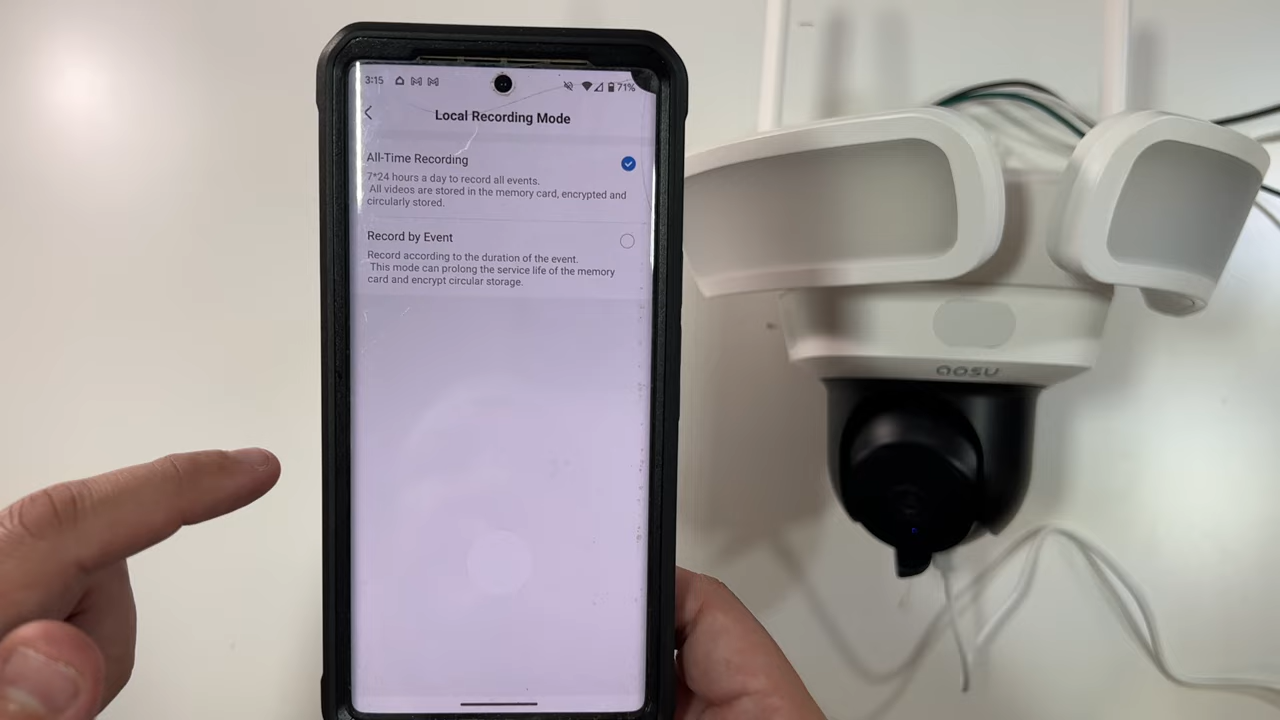 3:15 71%
Local Recording Mode
All-Time Recording
7*24 hours a day to record all events.
All videos are stored in the memory card, encrypted and
circularly stored.
Record by Event
Record according to the duration of the event.
This mode can prolong the service life of the memory
card and encrypt circular storage.
aosu